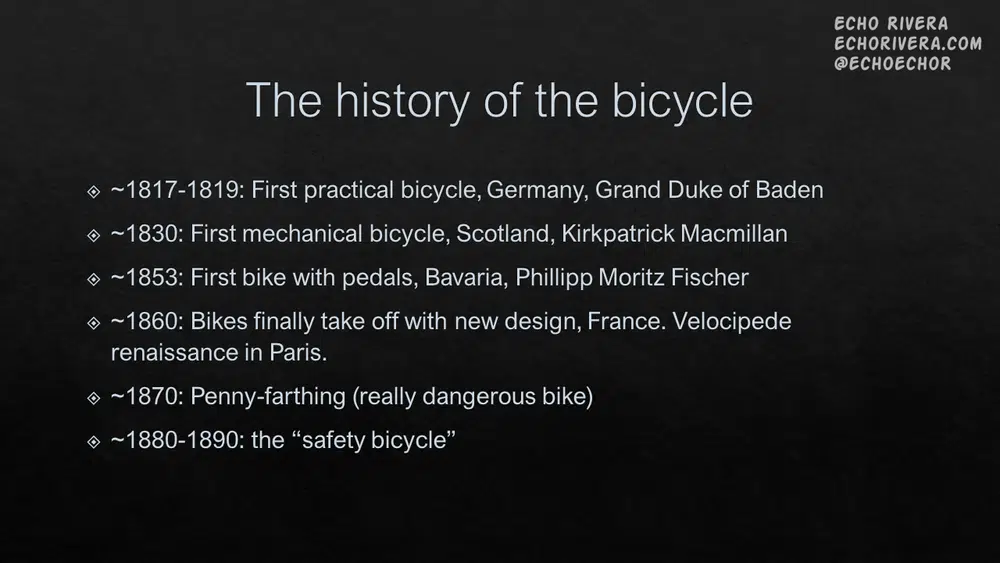 ECHO RIVERA
ECHORIVERA.COM
@ECHOECHOR
The history of the bicycle
~1817-1819: First practical bicycle, Germany, Grand Duke of Baden
~1830: First mechanical bicycle, Scotland, Kirkpatrick Macmillan
~1853: First bike with pedals, Bavaria, Phillipp Moritz Fischer
~1860: Bikes finally take off with new design, France. Velocipede
renaissance in Paris.
~1870: Penny-farthing (really dangerous bike)
~1880-1890: the “safety bicycle”